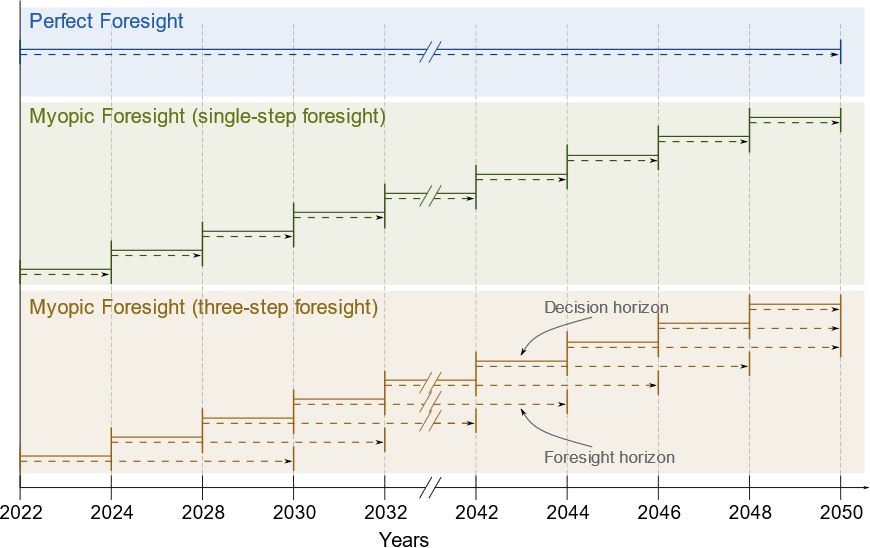 Perfect Foresight
Myopic Foresight (single-step foresight)
Myopic Foresight (three-step foresight)
Decision horizon
Foresight horizon
2022 2024 2028 2030 2032 2042 2044 2046 2048 2050
Years